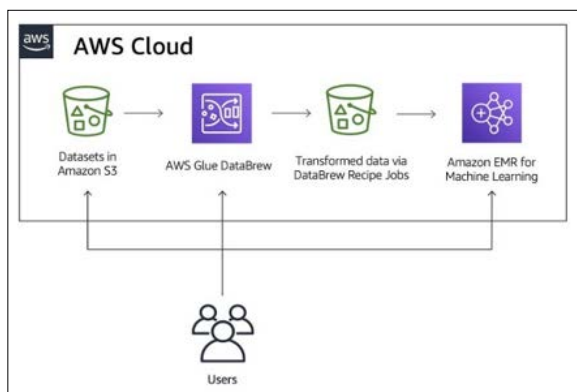 aws
AWS Cloud
Datasets in
Amazon S3
AWS Glue DataBrew
Transformed data via
DataBrew Recipe Jobs
Amazon EMR for
Machine Learning
Users